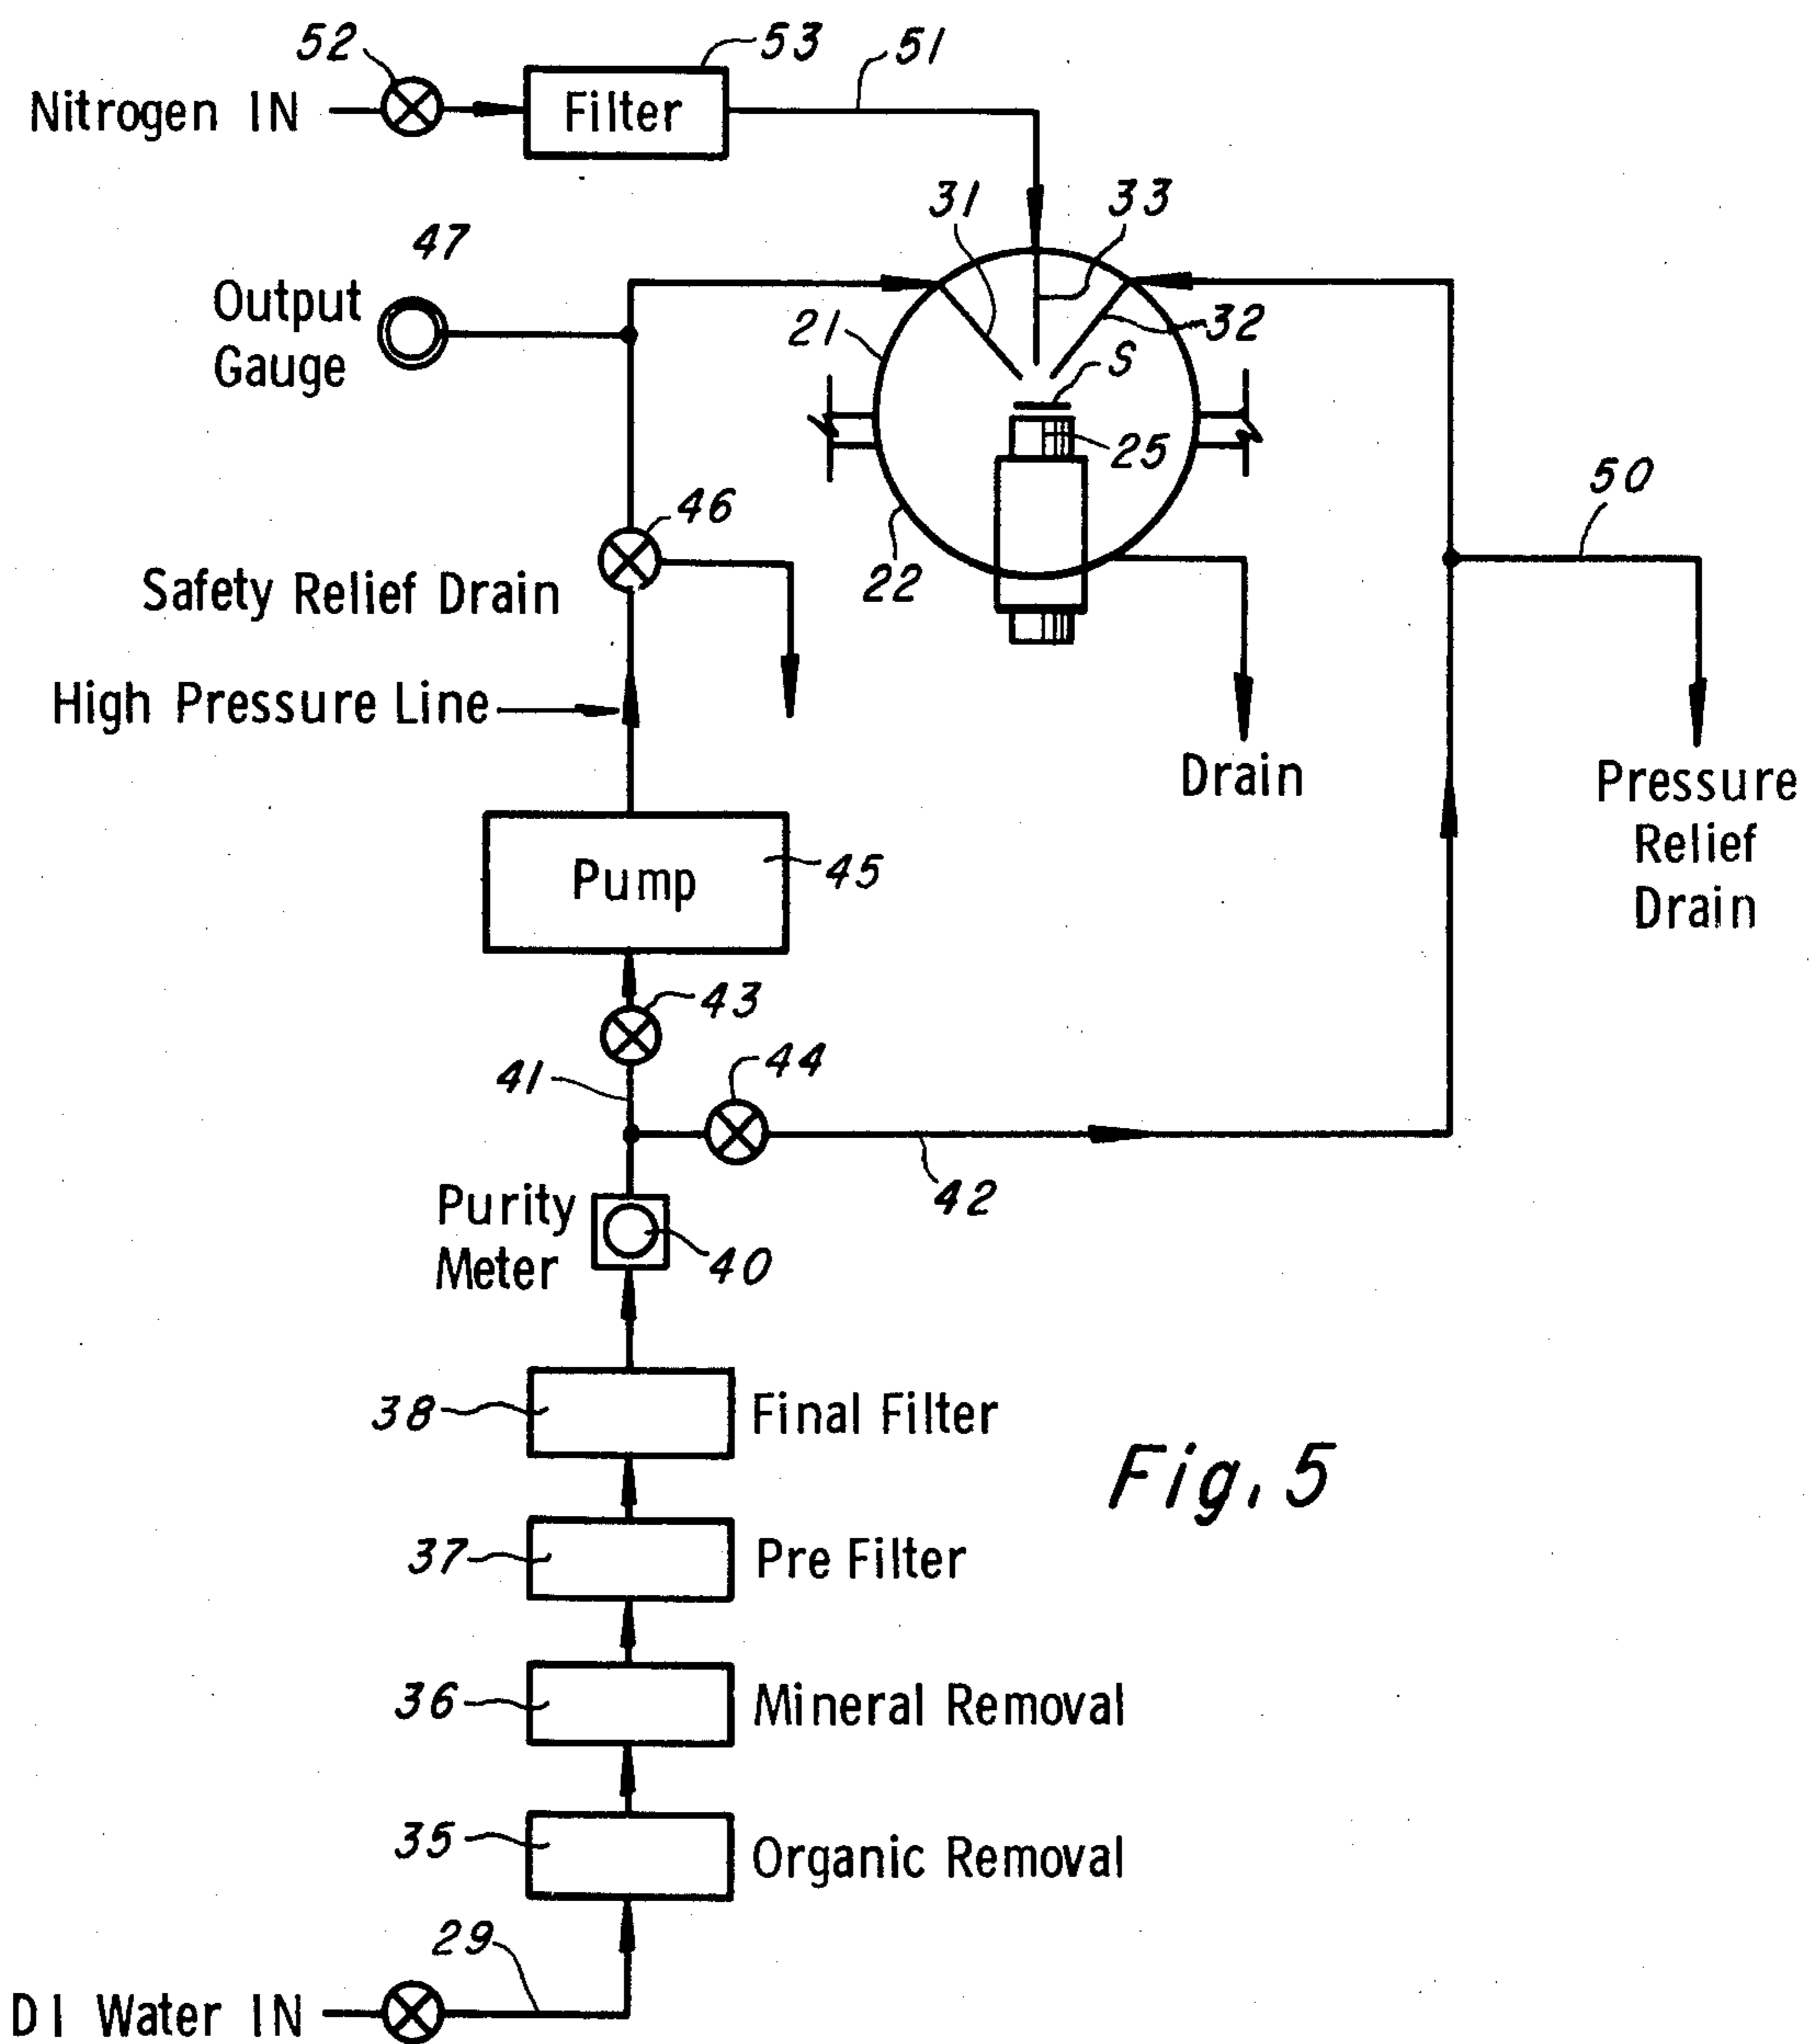 52
53
51
Nitrogen IN
Filter
31
33
47
Output
Gauge
21
32
S
25
46
50
22
Safety Relief Drain
High Pressure Line
Drain
Pressure
Relief
Drain
Pump
45
43
44
41
42
Purity
Meter
40
38
Final Filter
Fig. 5
37
Pre Filter
36
Mineral Removal
35
Organic Removal
29
DI Water IN